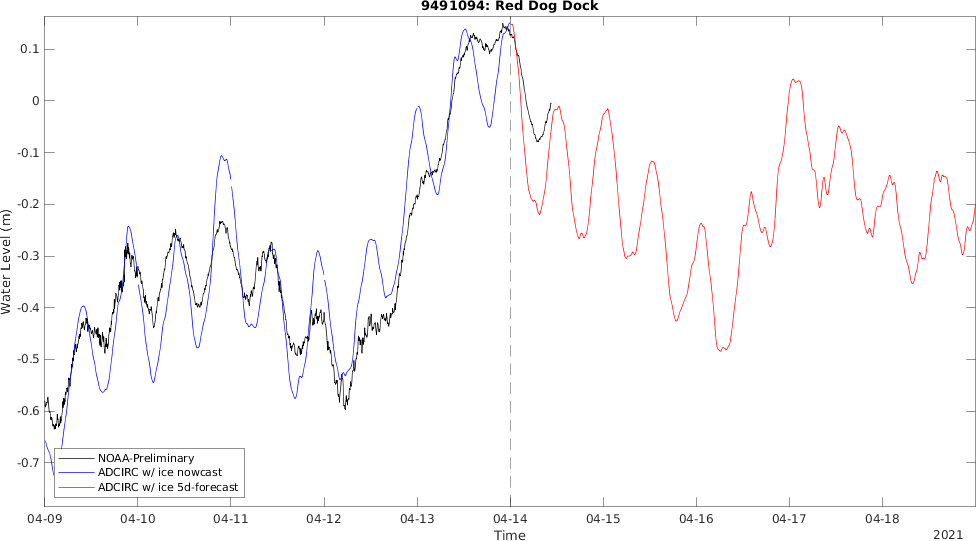 9491094: Red Dog Dock
Water Level (m)
0.1
0
-0.1
-0.2
-0.3
-0.4
-0.5
-0.6
-0.7
NOAA-Preliminary
ADCIRC w/ ice nowcast
ADCIRC w/ ice 5d-forecast
04-09 04-10 04-11 04-12 04-13 04-14 04-15 04-16 04-17 04-18
Time
2021